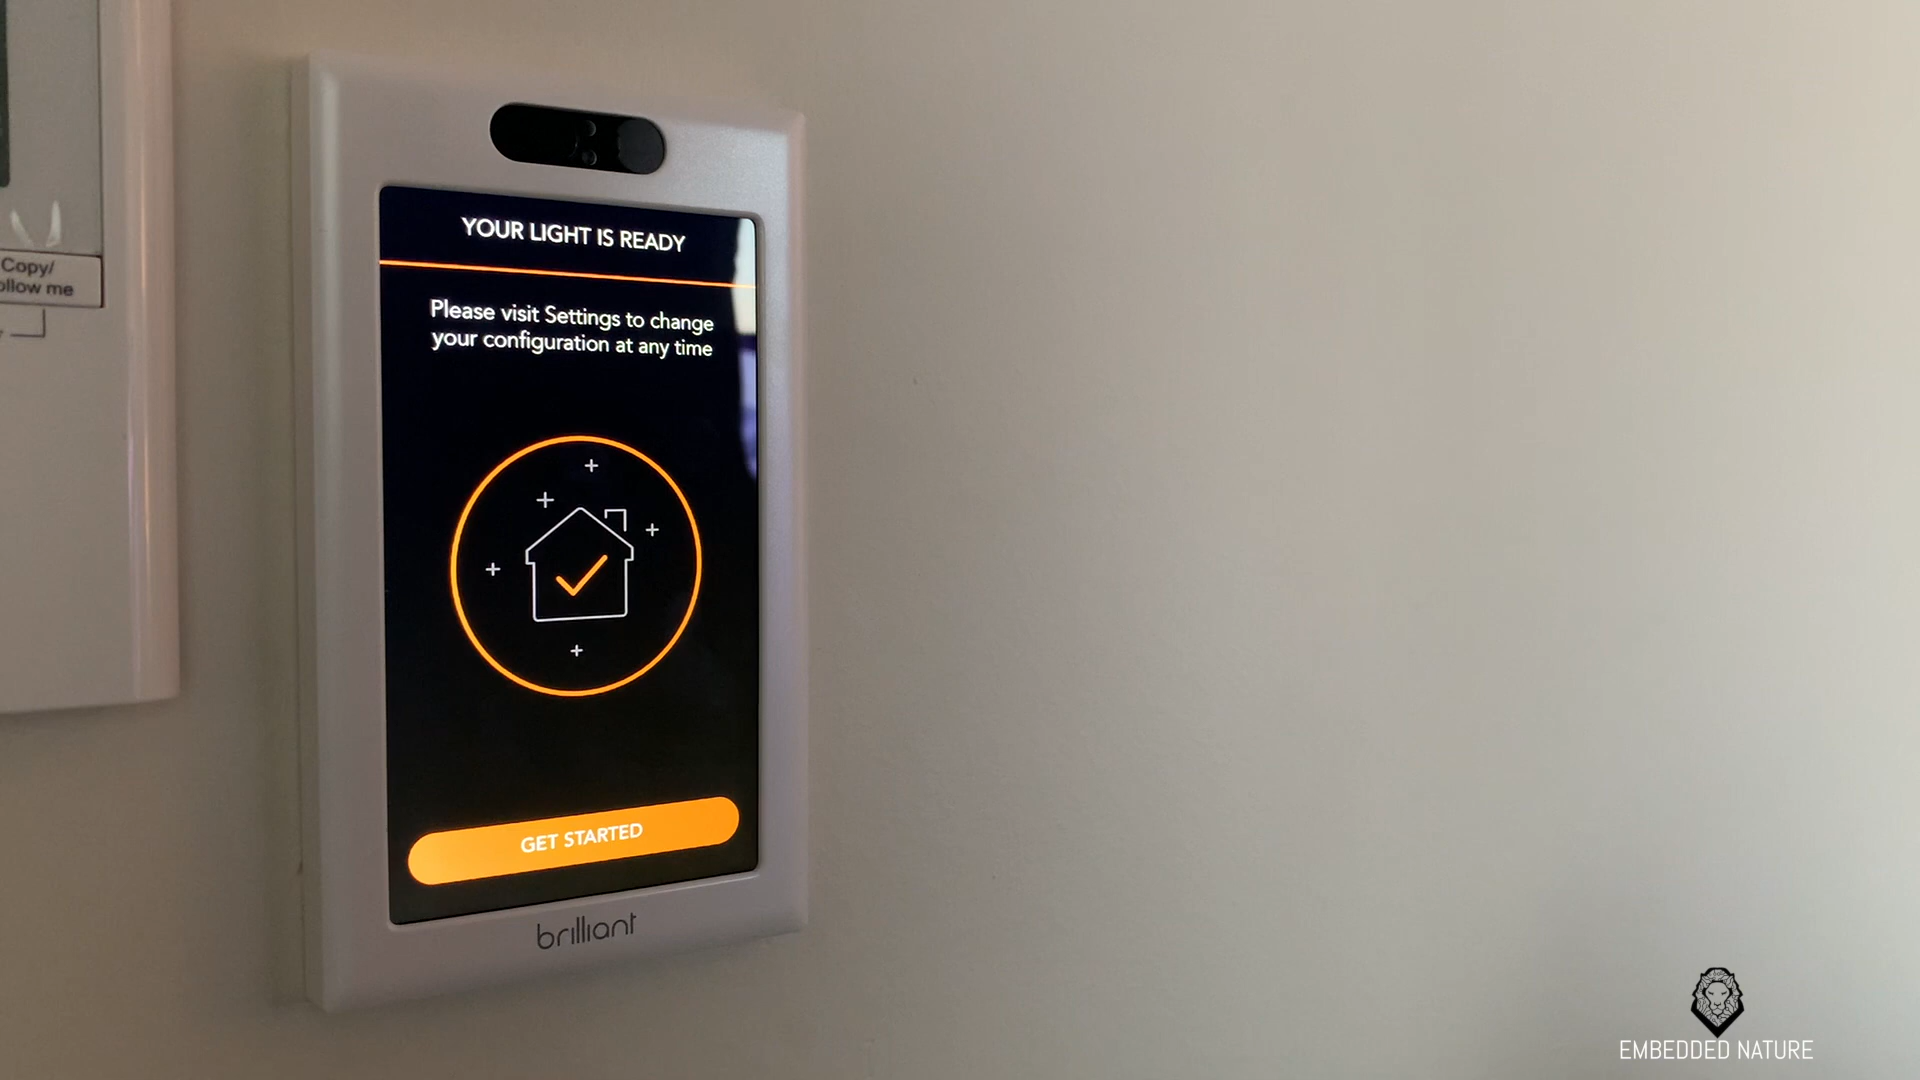 Copy/
ollow me
YOUR LIGHT IS READY
Please visit Settings to change
your configuration at any time
GET STARTED
brilliant
EMBEDDED NATURE